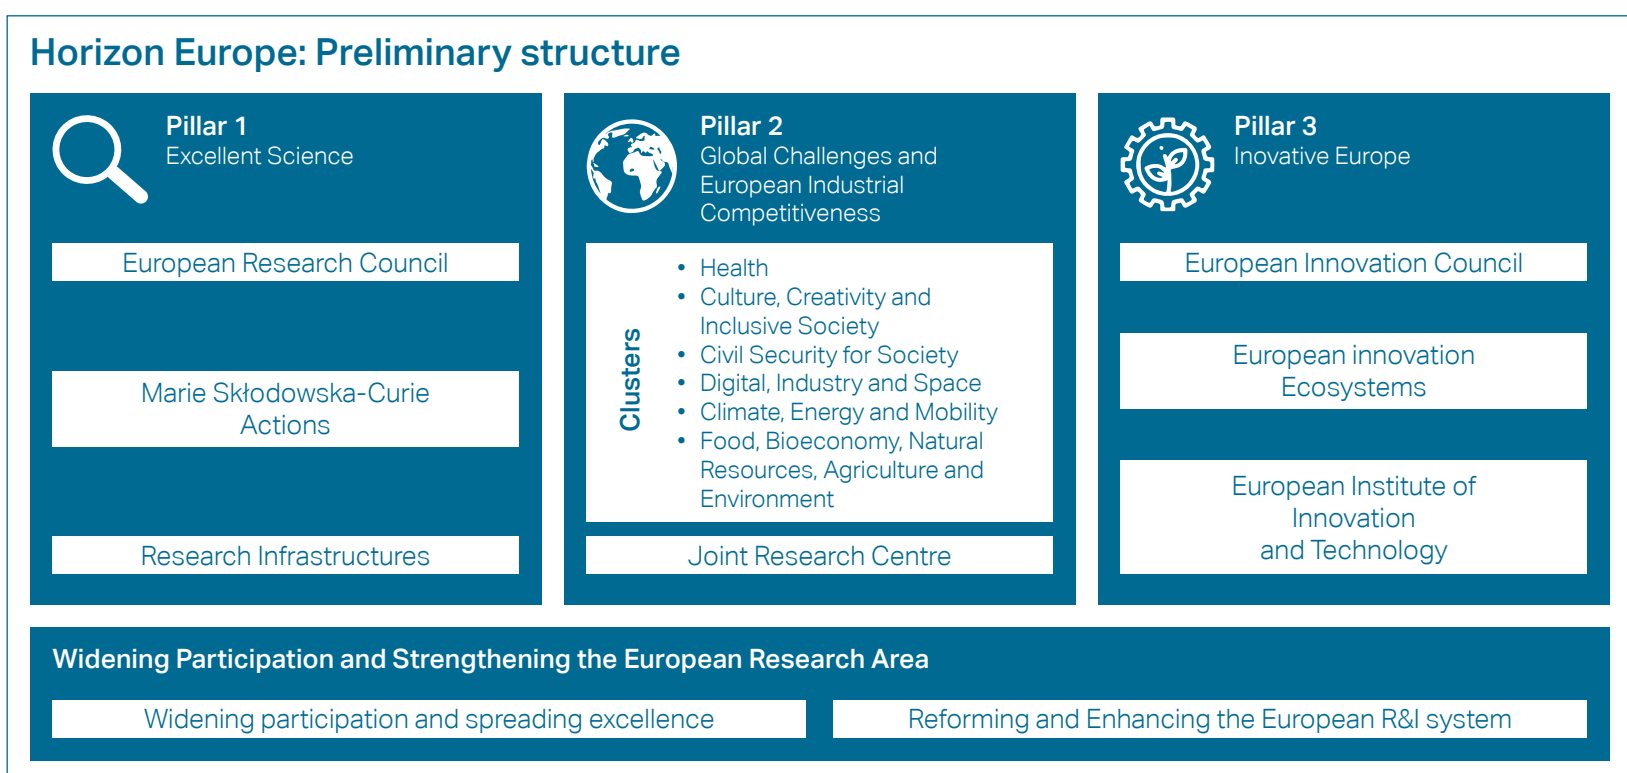 Horizon Europe: Preliminary structure
Pillar 1
Excellent Science
European Research Council
Marie Skłodowska-Curie
Actions
Research Infrastructures
Pillar 2
Global Challenges and
European Industrial
Competitiveness
Clusters
• Health
• Culture, Creativity and
Inclusive Society
• Civil Security for Society
• Digital, Industry and Space
• Climate, Energy and Mobility
• Food, Bioeconomy, Natural
Resources, Agriculture and
Environment
Joint Research Centre
Pillar 3
Inovative Europe
European Innovation Council
European innovation
Ecosystems
European Institute of
Innovation
and Technology
Widening Participation and Strengthening the European Research Area
Widening participation and spreading excellence
Reforming and Enhancing the European R&I system